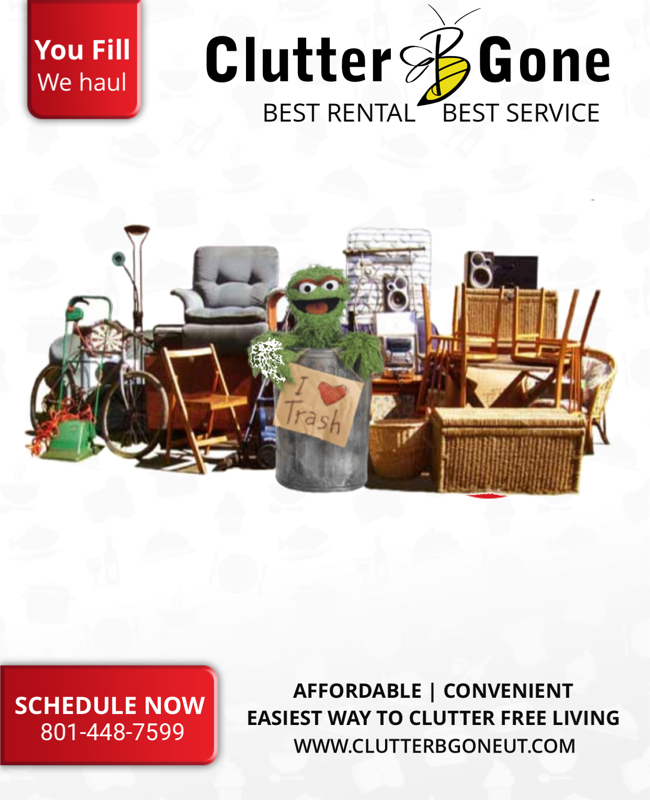 You Fill
We haul
Clutter B Gone
BEST RENTAL BEST SERVICE
I ❤
Trash
SCHEDULE NOW
801-448-7599
AFFORDABLE | CONVENIENT
EASIEST WAY TO CLUTTER FREE LIVING
WWW.CLUTTERBGONEUT.COM